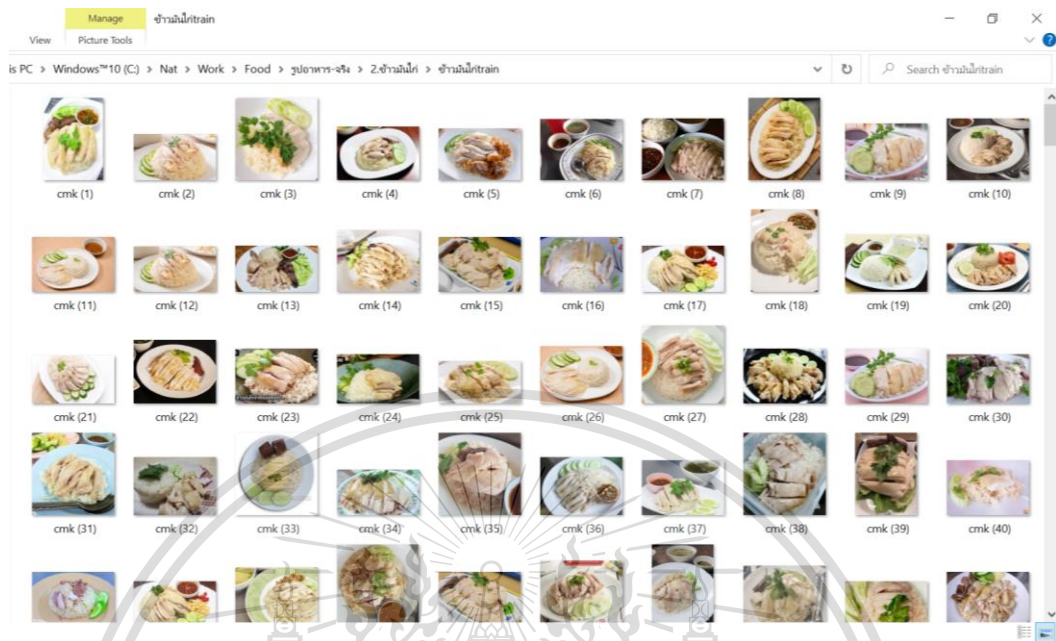 Manage ข้าวมันไก่train
View Picture Tools
is PC > Windows™10 (C:) > Nat > Work > Food > รูปอาหาร-จริง > 2.ข้าวมันไก่ > ข้าวมันไก่train Search ข้าวมันไก่train
cmk (1) cmk (2) cmk (3) cmk (4) cmk (5) cmk (6) cmk (7) cmk (8) cmk (9) cmk (10)
cmk (11) cmk (12) cmk (13) cmk (14) cmk (15) cmk (16) cmk (17) cmk (18) cmk (19) cmk (20)
cmk (21) cmk (22) cmk (23) cmk (24) cmk (25) cmk (26) cmk (27) cmk (28) cmk (29) cmk (30)
cmk (31) cmk (32) cmk (33) cmk (34) cmk (35) cmk (36) cmk (37) cmk (38) cmk (39) cmk (40)